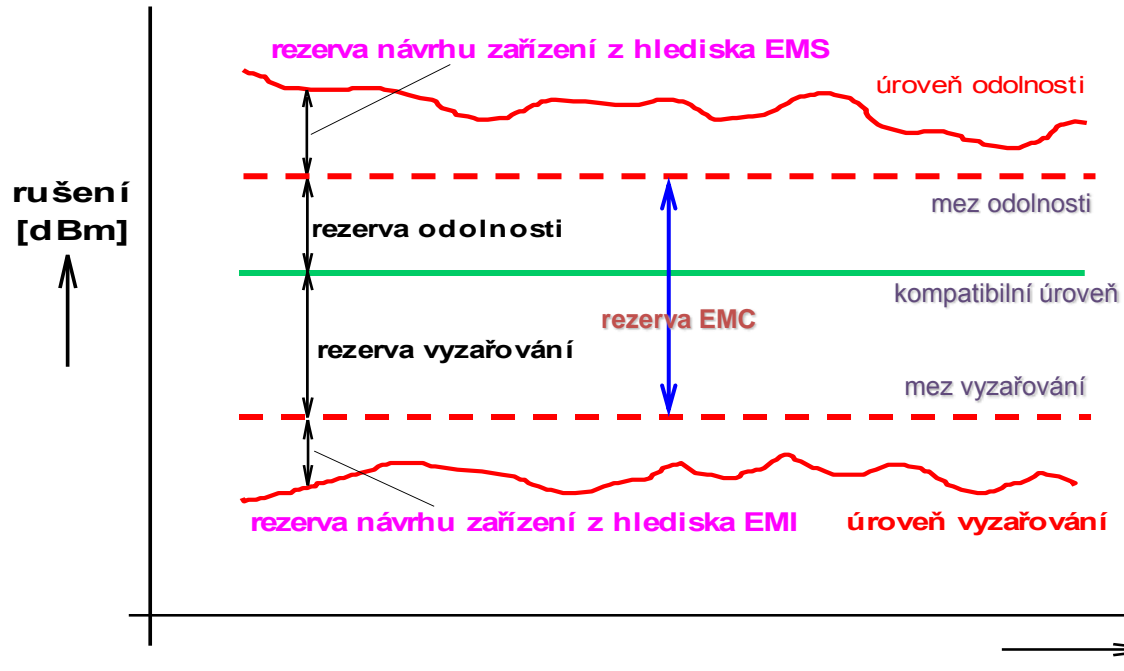 rezerva návrhu zařízení z hlediska EMS
úroveň odolnosti
rušení
[dBm]
mez odolnosti
rezerva odolnosti
kompatibilní úroveň
rezerva EMC
rezerva vyzařování
mez vyzařování
rezerva návrhu zařízení z hlediska EMI
úroveň vyzařování